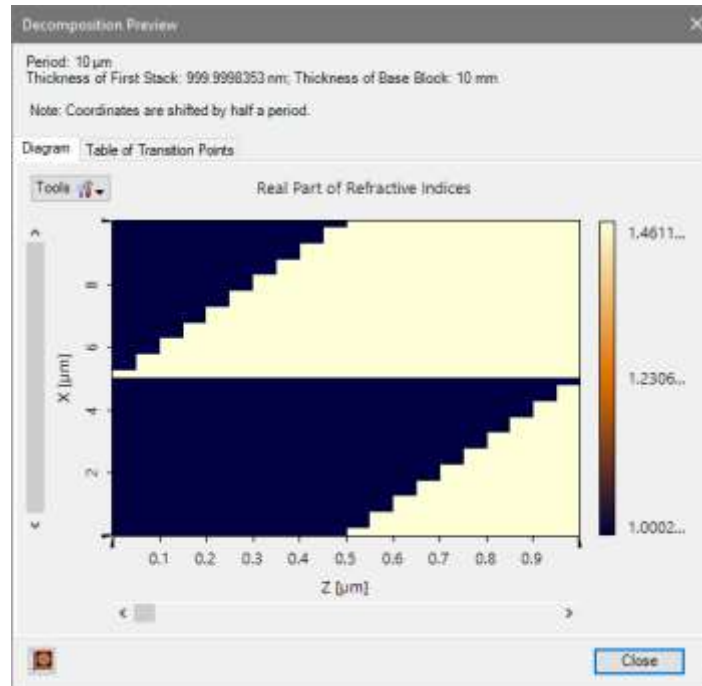 Decomposition Preview
Period: 10 µm
Thickness of First Stack: 999.9998353 nm; Thickness of Base Block: 10 mm
Note: Coordinates are shifted by half a period.
Diagram Table of Transition Points
Tools
Real Part of Refractive Indices
1.4611...
1.2306...
1.0002...
8
6
4
2
X [µm]
0.1 0.2 0.3 0.4 0.5 0.6 0.7 0.8 0.9
Z [µm]
Close